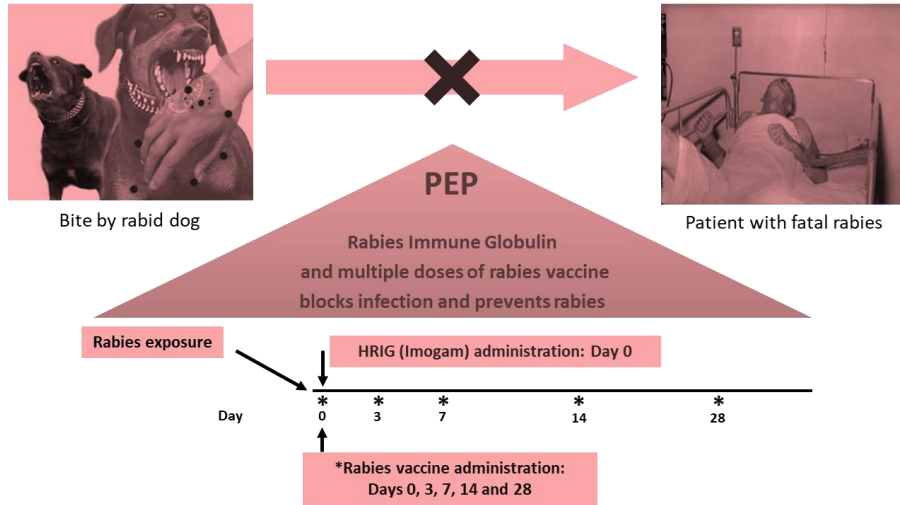 Bite by rabid dog
Patient with fatal rabies
PEP
Rabies Immune Globulin
and multiple doses of rabies vaccine
blocks infection and prevents rabies
Rabies exposure
HRIG (Imogam) administration: Day 0
Day
* * * * *
0 3 7 14 28
*Rabies vaccine administration:
Days 0, 3, 7, 14 and 28